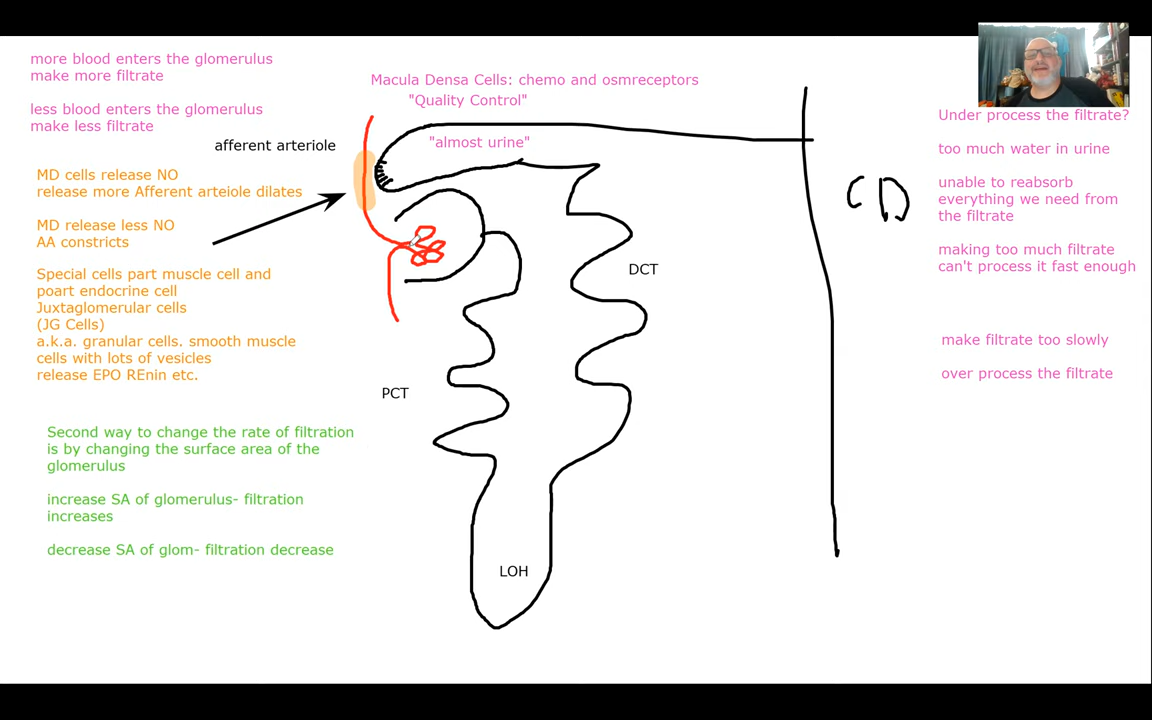 more blood enters the glomerulus
make more filtrate
less blood enters the glomerulus
make less filtrate
Macula Densa Cells: chemo and osmreceptors
"Quality Control"
"almost urine"
afferent arteriole
MD cells release NO
release more Afferent arteiole dilates
MD release less NO
AA constricts
Special cells part muscle cell and
poart endocrine cell
Juxtaglomerular cells
(JG Cells)
a.k.a. granular cells. smooth muscle
cells with lots of vesicles
release EPO REnin etc.
Second way to change the rate of filtration
is by changing the surface area of the
glomerulus
increase SA of glomerulus- filtration
increases
decrease SA of glom- filtration decrease
PCT
LOH
DCT
CD
Under process the filtrate?
too much water in urine
unable to reabsorb
everything we need from
the filtrate
making too much filtrate
can't process it fast enough
make filtrate too slowly
over process the filtrate